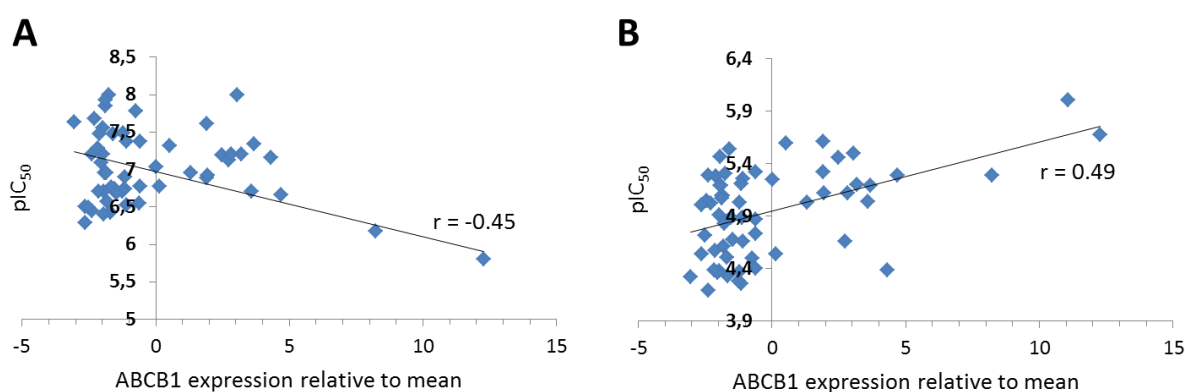 A
8,5
8
7,5
7
6,5
6
5,5
5
pIC50
r = -0.45
-5 0 5 10 15
ABCB1 expression relative to mean
B
6,4
5,9
5,4
4,9
4,4
3,9
pIC50
r = 0.49
-5 0 5 10 15
ABCB1 expression relative to mean